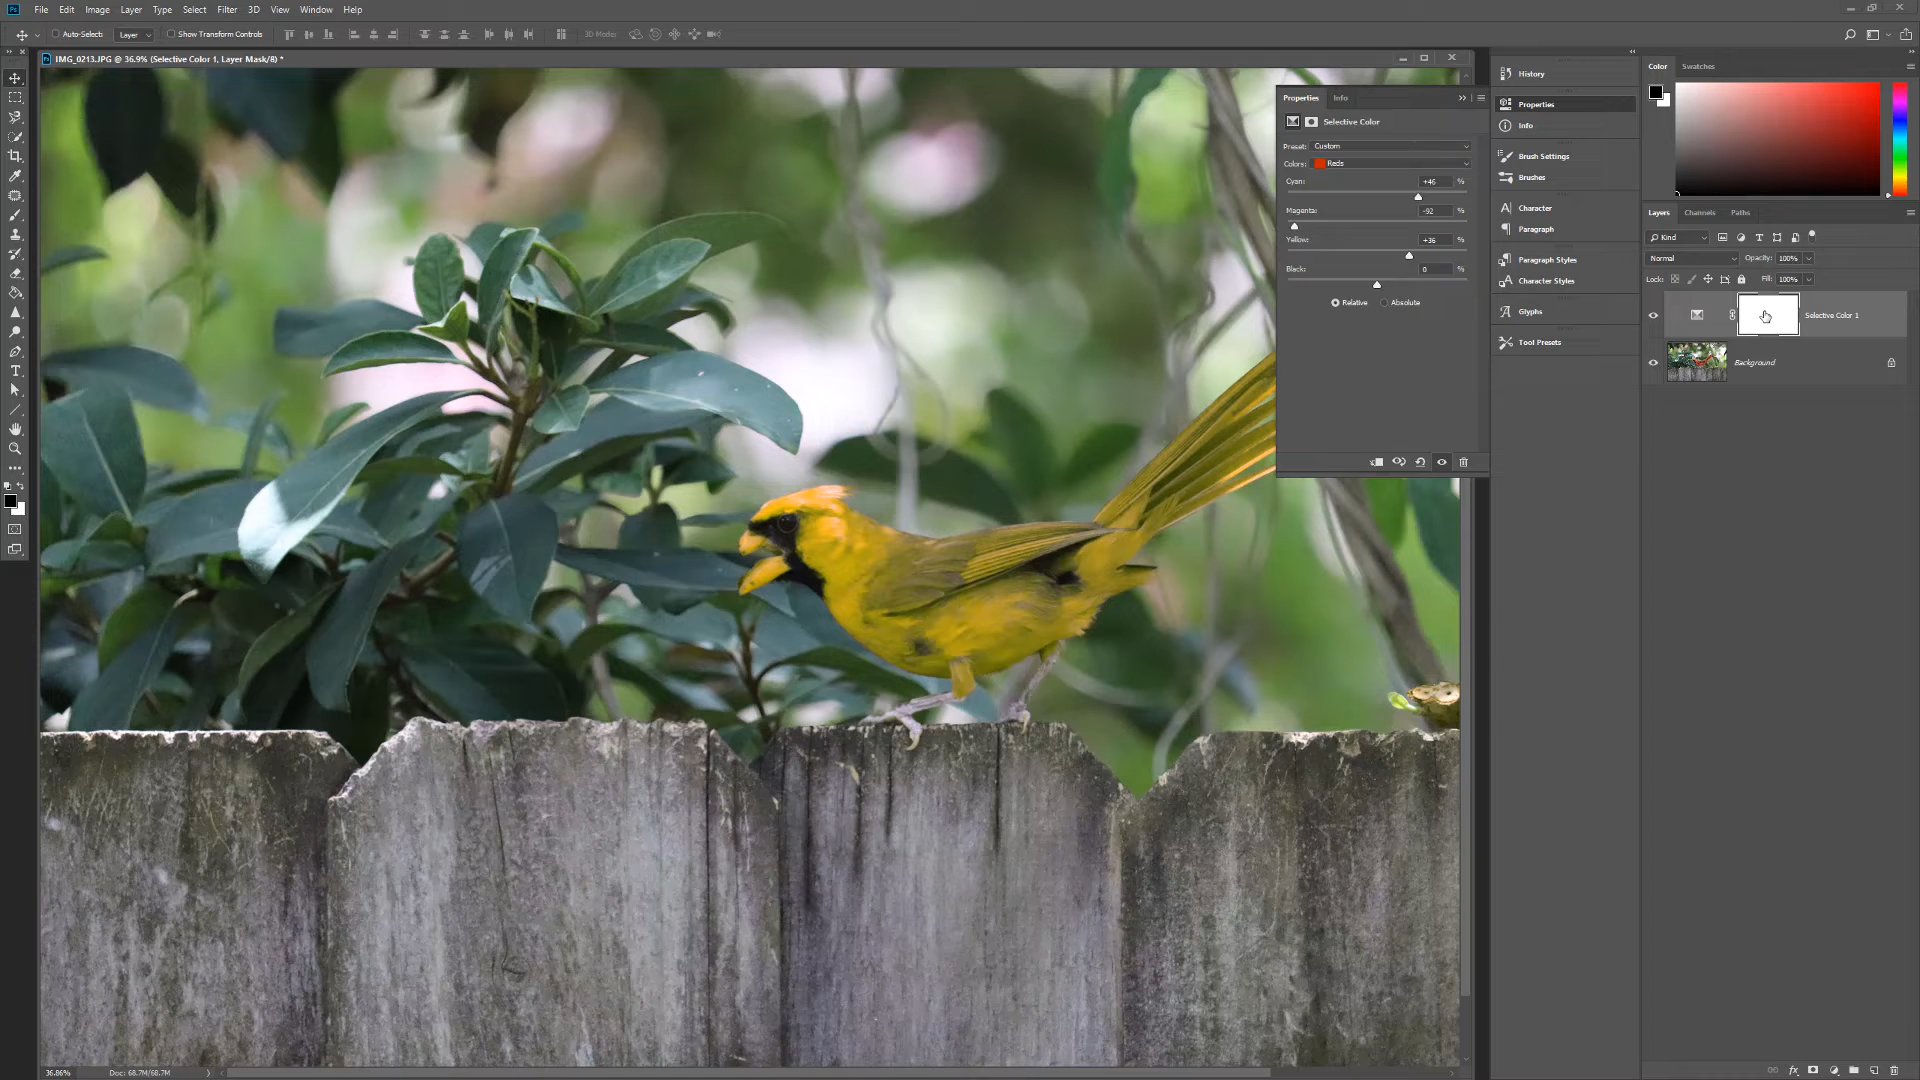 Ps File Edit Image Layer Type Select Filter 3D View Window Help
Auto-Select: Layer Show Transform Controls 3D Mode:
IMG_0213.JPG @ 36.9% (Selective Color 1, Layer Mask/8) *
Properties Info
Selective Color
Preset: Custom
Colors: Reds
Cyan: +46 %
Magenta: -92 %
Yellow: +36 %
Black: 0 %
Relative Absolute
History
Properties
Info
Brush Settings
Brushes
Character
Paragraph
Paragraph Styles
Character Styles
Glyphs
Tool Presets
Color Swatches
Layers Channels Paths
Kind
Normal Opacity: 100%
Lock: Fill: 100%
Selective Color 1
Background
36.86% Doc: 68.7M/68.7M